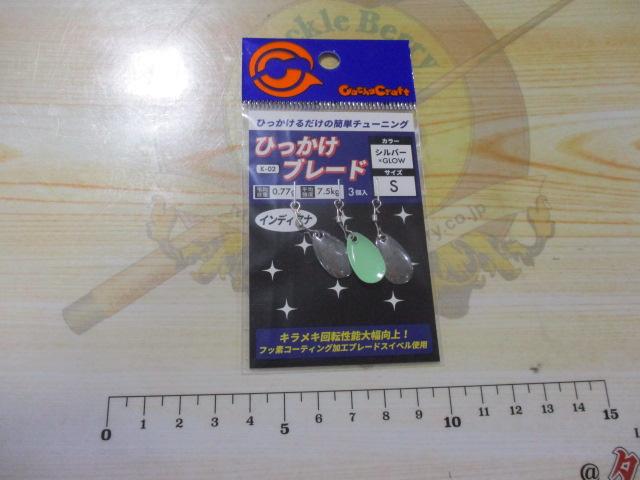 Tackle Berry
GachaCraft
ひっかけるだけの簡単チューニング
ひっかけ
K-02
ブレード
カラー
シルバー
×GLOW
サイズ
S
0.77g
7.5kg
3個入
インディアナ
キラメキ回転性能大幅向上！
フッ素コーティング加工ブレードスイベル使用
0 1 2 3 4 5 6 7 8 9 10 11 12 13 14 15
@ タ